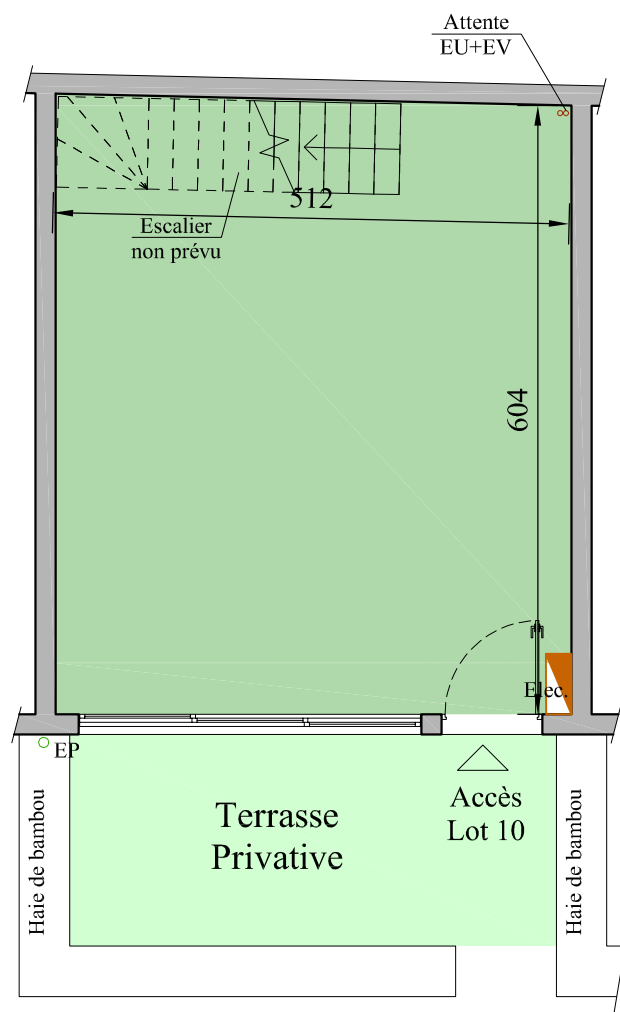 Attente
EU+EV
512
Escalier
non prévu
604
Elec.
EP
Terrasse
Privative
Accès
Lot 10
Haie de bambou
Haie de bambou